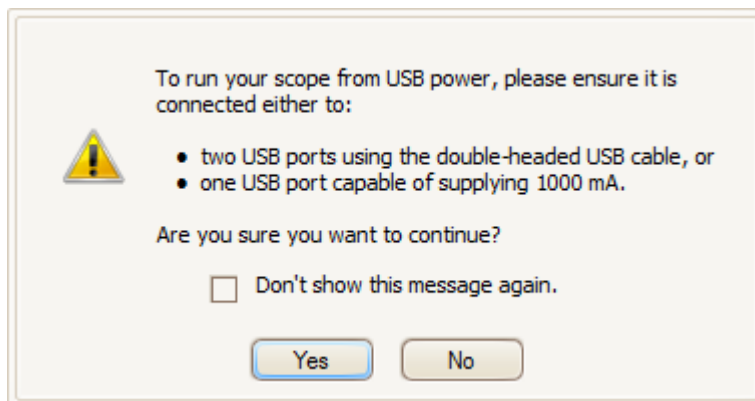 To run your scope from USB power, please ensure it is
connected either to:
• two USB ports using the double-headed USB cable, or
• one USB port capable of supplying 1000 mA.
Are you sure you want to continue?
Don't show this message again.
Yes
No